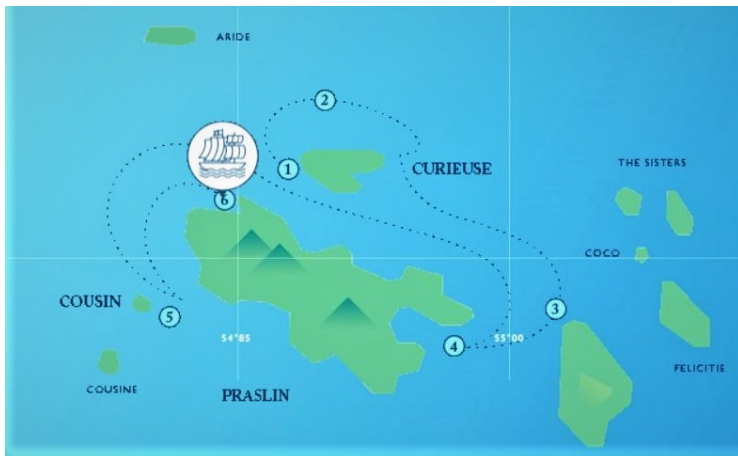 ARIDE
2
1
CURIEUSE
THE SISTERS
6
COCO
COUSIN
5
3
54°85
55°00
4
COUSINE
PRASLIN
FELICITIE